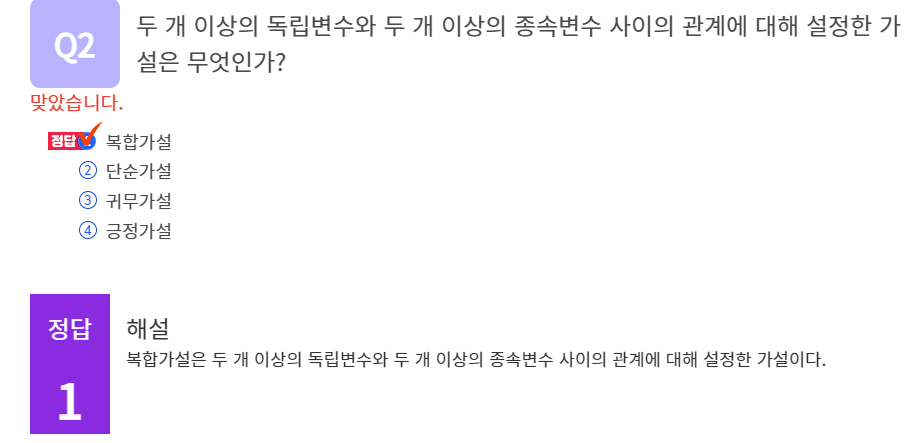 Q2
두 개 이상의 독립변수와 두 개 이상의 종속변수 사이의 관계에 대해 설정한 가
설은 무엇인가?
맞았습니다.
정답 복합가설
② 단순가설
③ 귀무가설
④ 긍정가설
정답
해설
복합가설은 두 개 이상의 독립변수와 두 개 이상의 종속변수 사이의 관계에 대해 설정한 가설이다.
1